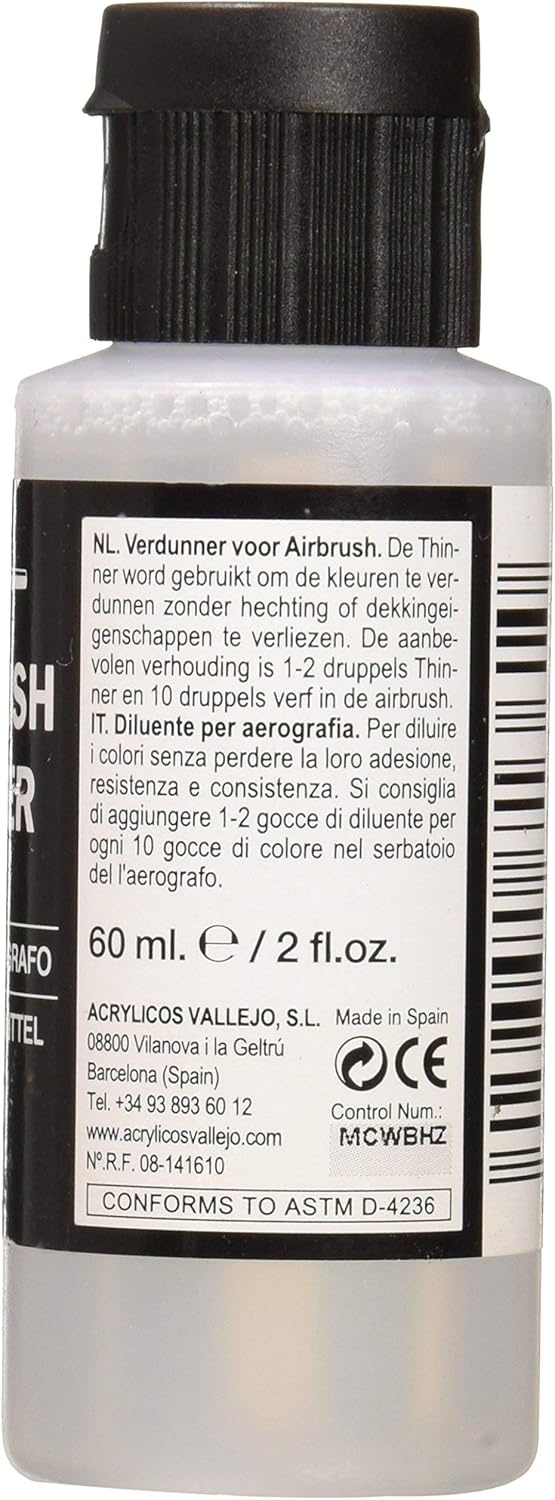 NL. Verdunner voor Airbrush. De Thin-
ner word gebruikt om de kleuren te ver-
dunnen zonder hechting of dekkingei-
genschappen te verliezen. De aanbe-
volen verhouding is 1-2 druppels Thin-
ner en 10 druppels verf in de airbrush.
IT. Diluente per aerografia. Per diluire
i colori senza perdere la loro adesione,
resistenza e consistenza. Si consiglia
di aggiungere 1-2 gocce di diluente per
ogni 10 gocce di colore nel serbatoio
del l'aerografo.
60 ml. ℮ / 2 fl.oz.
ACRYLICOS VALLEJO, S.L.
08800 Vilanova i la Geltrú
Barcelona (Spain)
Tel. +34 93 893 60 12
www.acrylicosvallejo.com
Nº.R.F. 08-141610
Made in Spain
CE
Control Num.:
MCWBHZ
CONFORMS TO ASTM D-4236
SH
ER
GRAFO
ITTEL